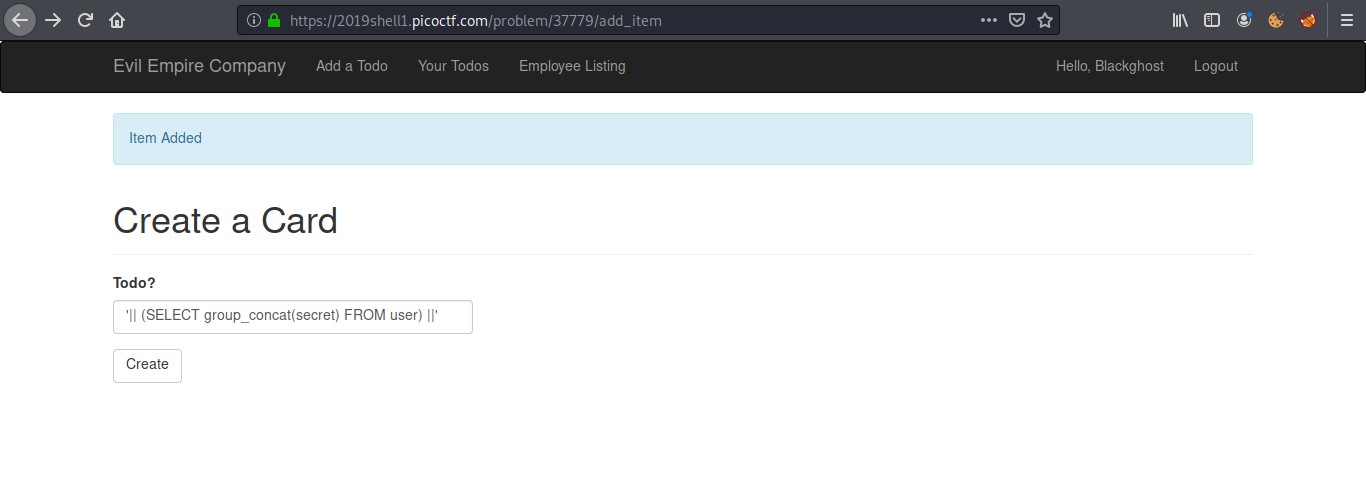 https://2019shell1.picoctf.com/problem/37779/add_item
Evil Empire Company Add a Todo Your Todos Employee Listing Hello, Blackghost Logout
Item Added
Create a Card
Todo?
'|| (SELECT group_concat(secret) FROM user) ||'
Create